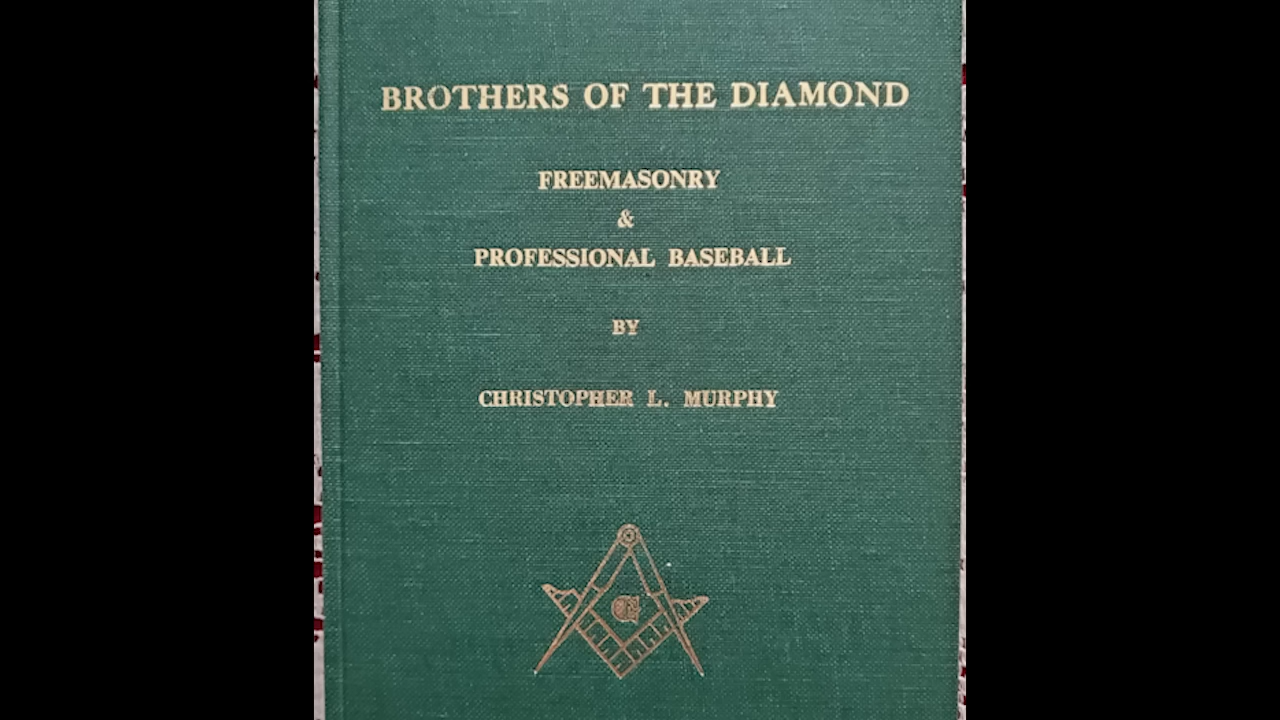 BROTHERS OF THE DIAMOND
FREEMASONRY
&
PROFESSIONAL BASEBALL
BY
CHRISTOPHER L. MURPHY
G